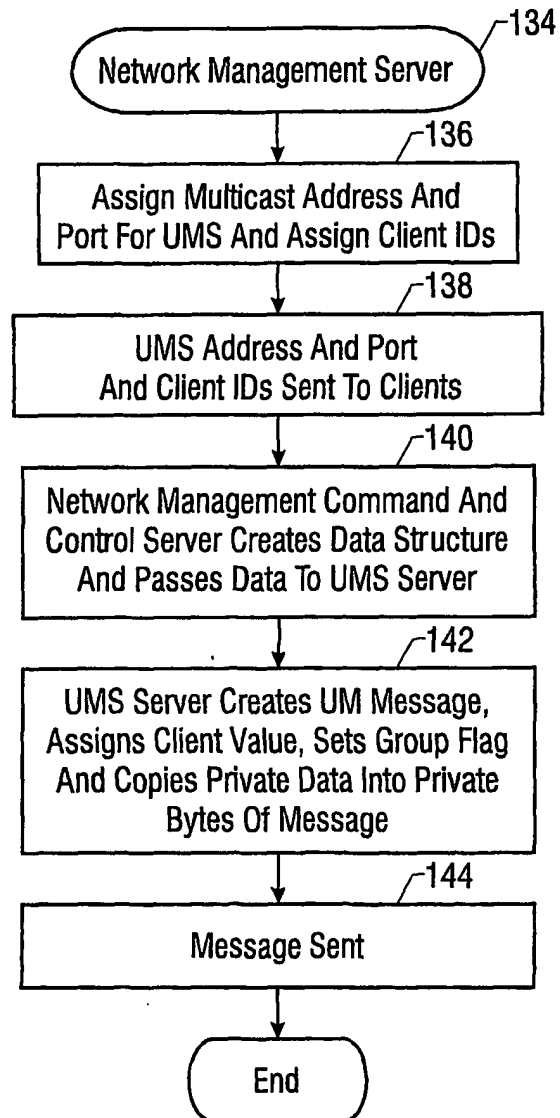 134
Network Management Server
136
Assign Multicast Address And
Port For UMS And Assign Client IDs
138
UMS Address And Port
And Client IDs Sent To Clients
140
Network Management Command And
Control Server Creates Data Structure
And Passes Data To UMS Server
142
UMS Server Creates UM Message,
Assigns Client Value, Sets Group Flag
And Copies Private Data Into Private
Bytes Of Message
144
Message Sent
End